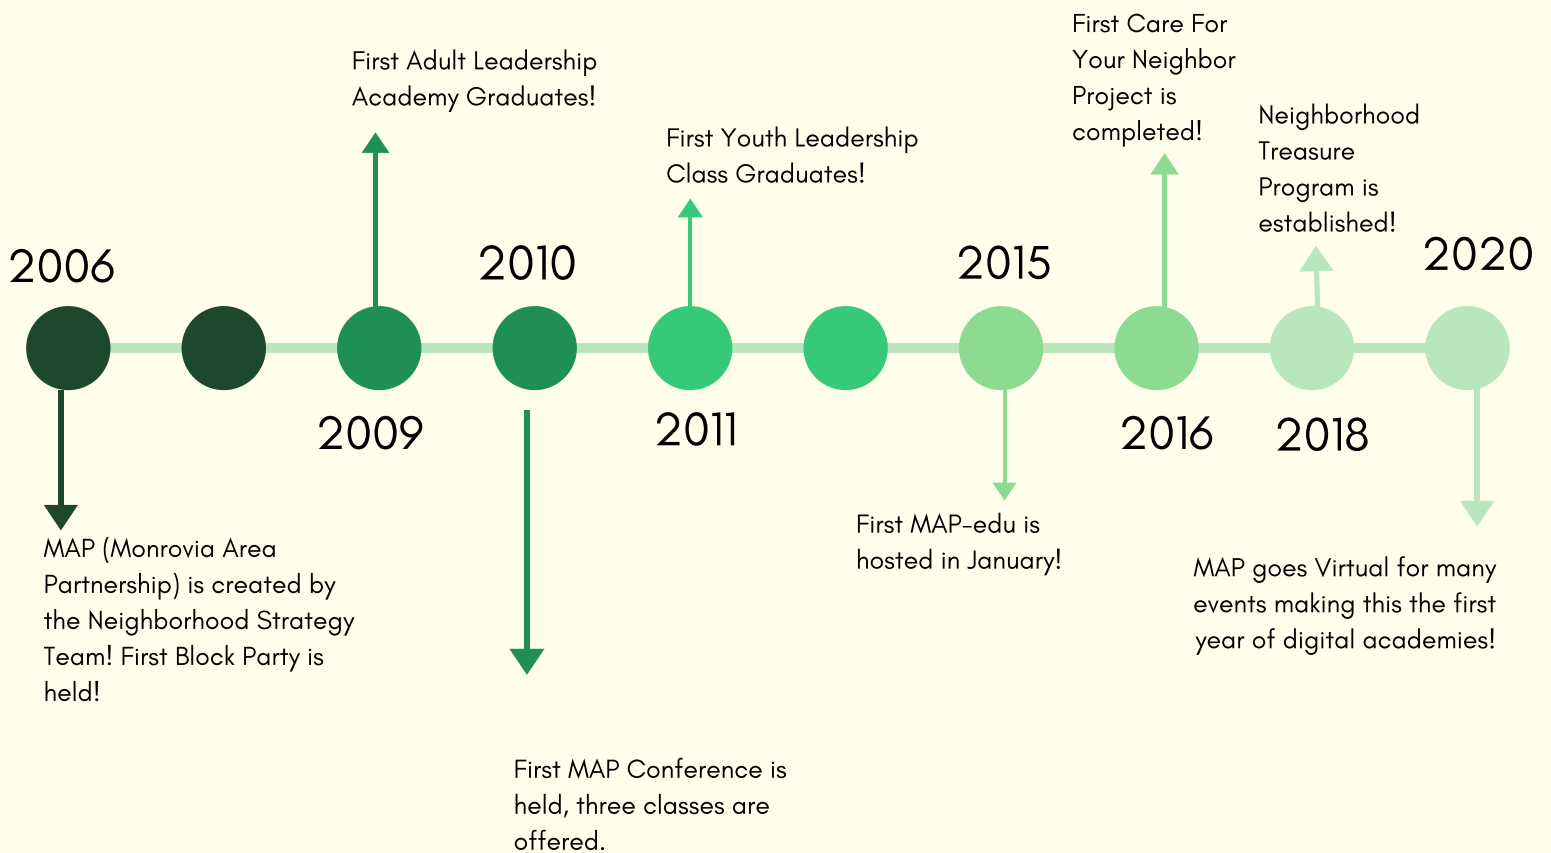 2006
MAP (Monrovia Area
Partnership) is created by
the Neighborhood Strategy
Team! First Block Party is
held!
First Adult Leadership
Academy Graduates!
2009
2010
First MAP Conference is
held, three classes are
offered.
First Youth Leadership
Class Graduates!
2011
2015
First MAP-edu is
hosted in January!
First Care For
Your Neighbor
Project is
completed!
2016
Neighborhood
Treasure
Program is
established!
2018
2020
MAP goes Virtual for many
events making this the first
year of digital academies!